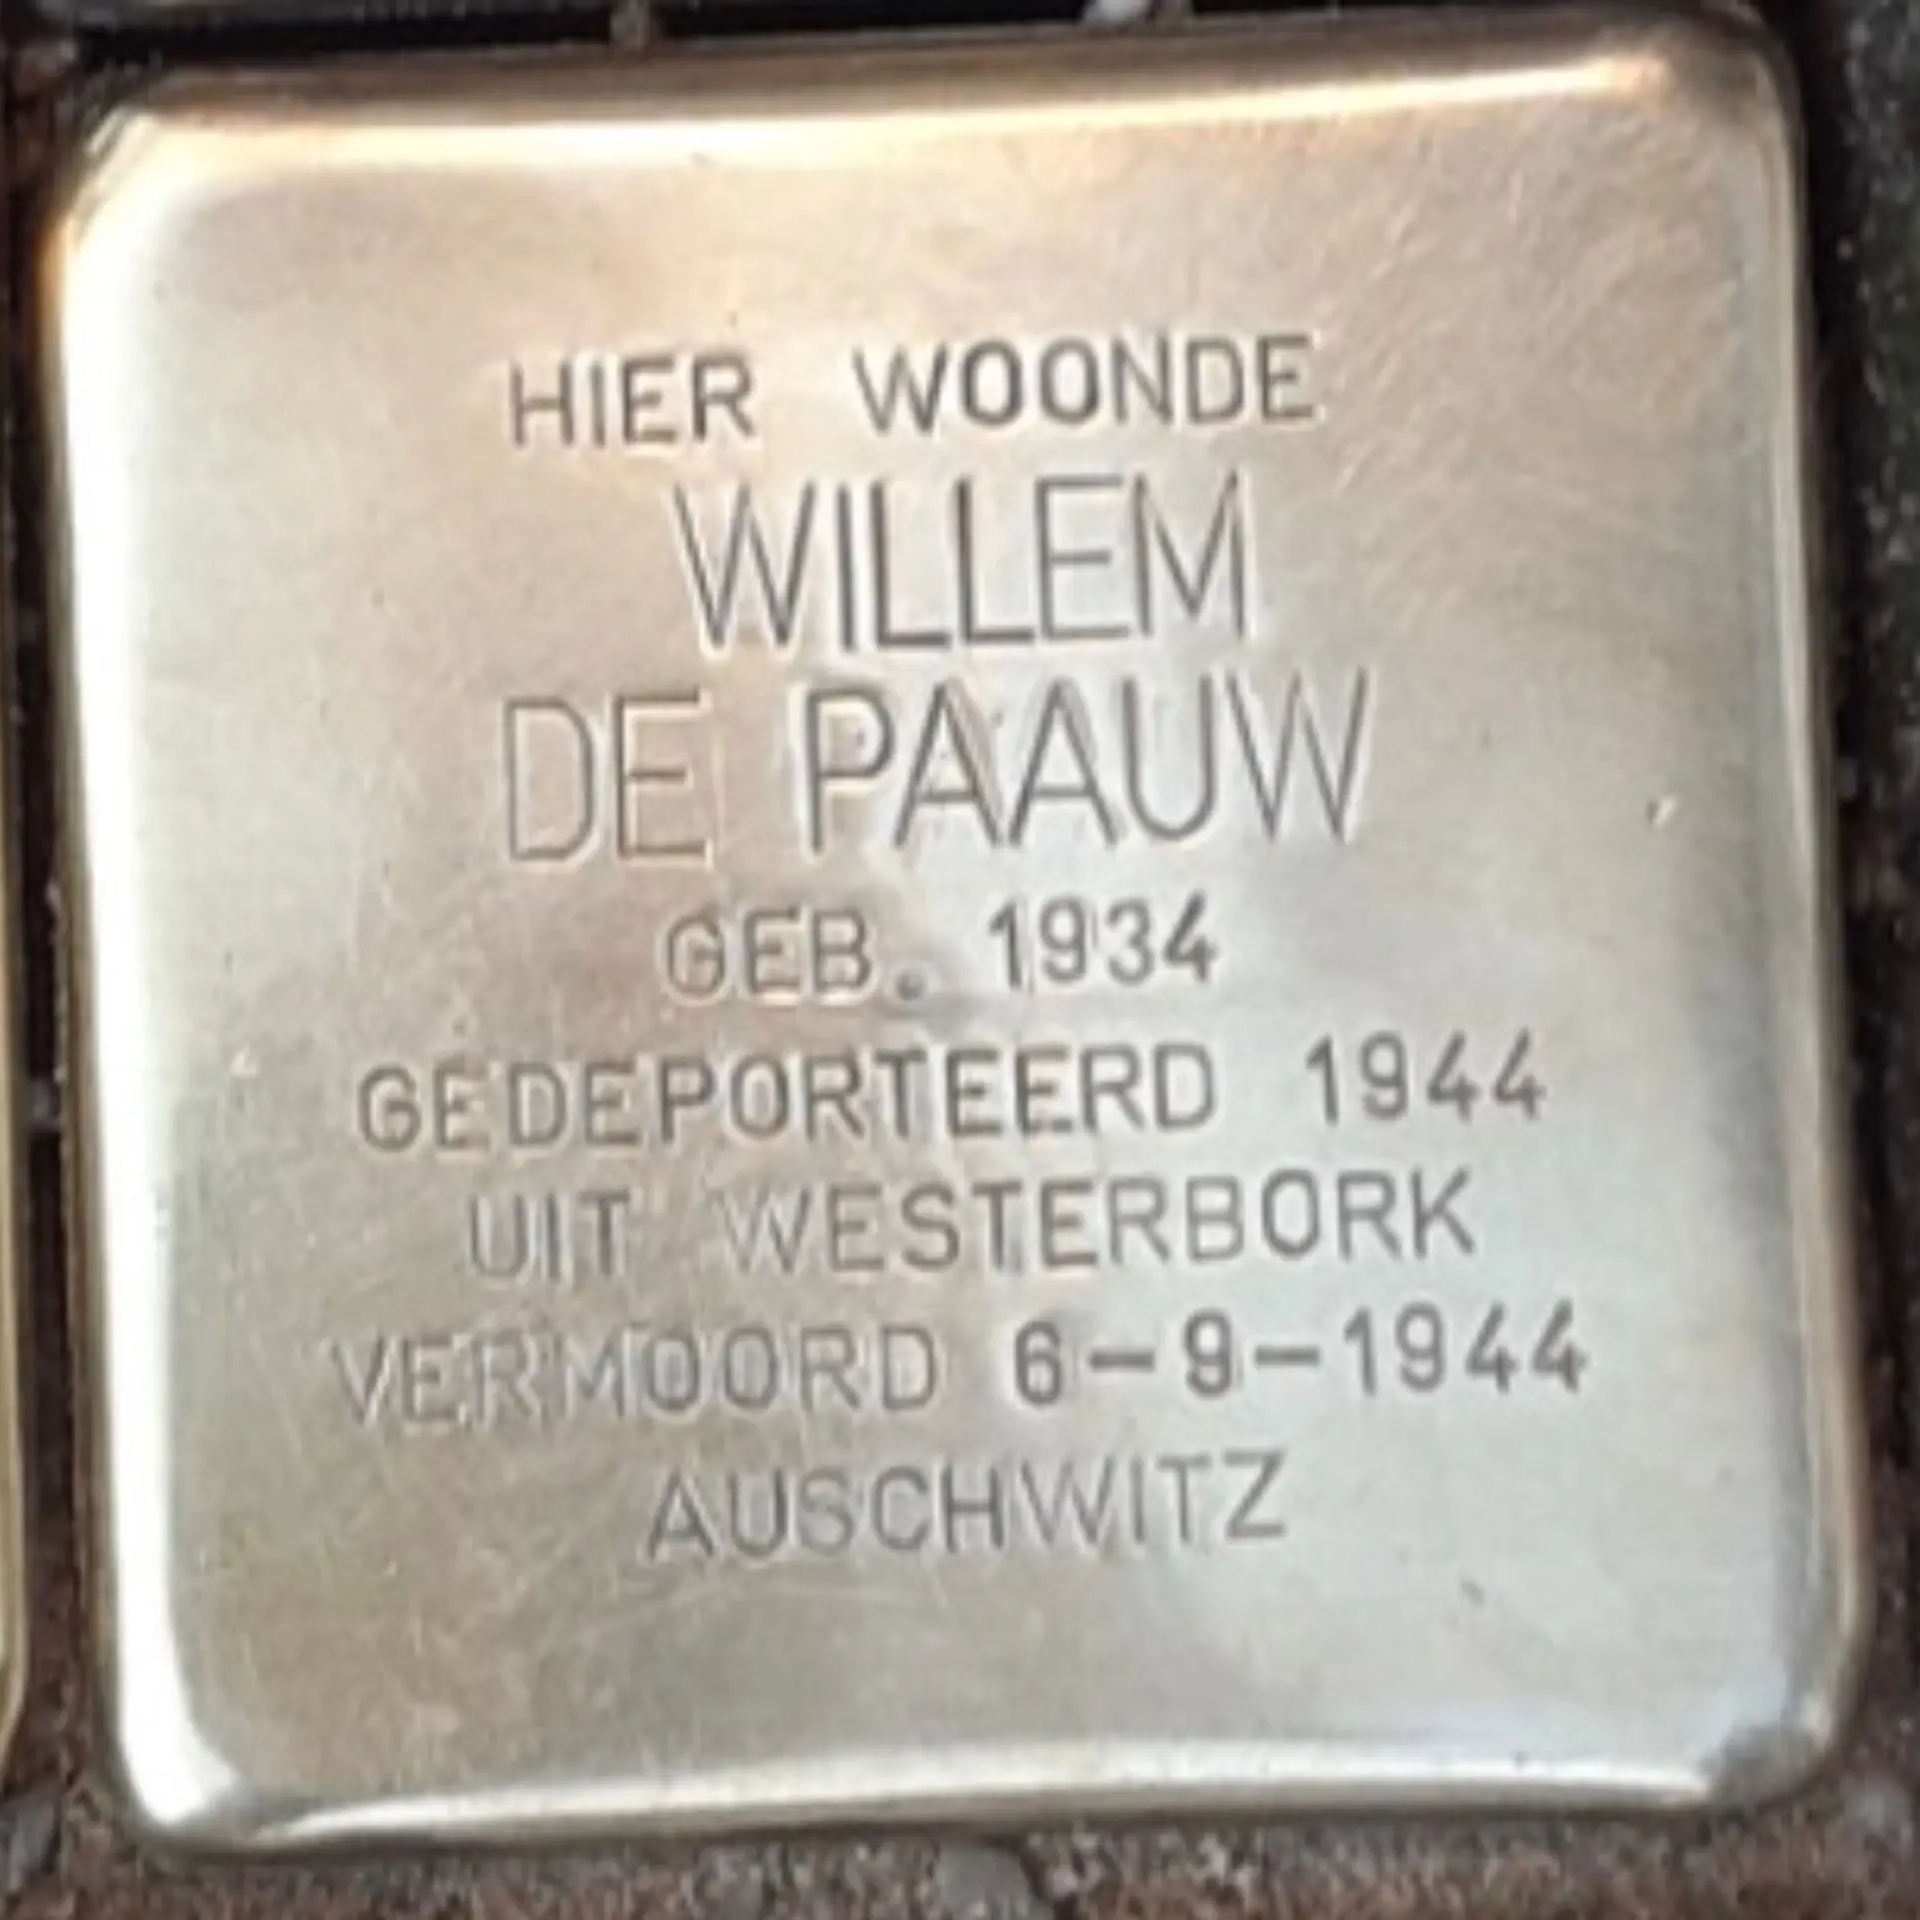 HIER WOONDE
WILLEM
DE PAAUW
GEB. 1934
GEDEPORTEERD 1944
UIT WESTERBORK
VERMOORD 6-9-1944
AUSCHWITZ